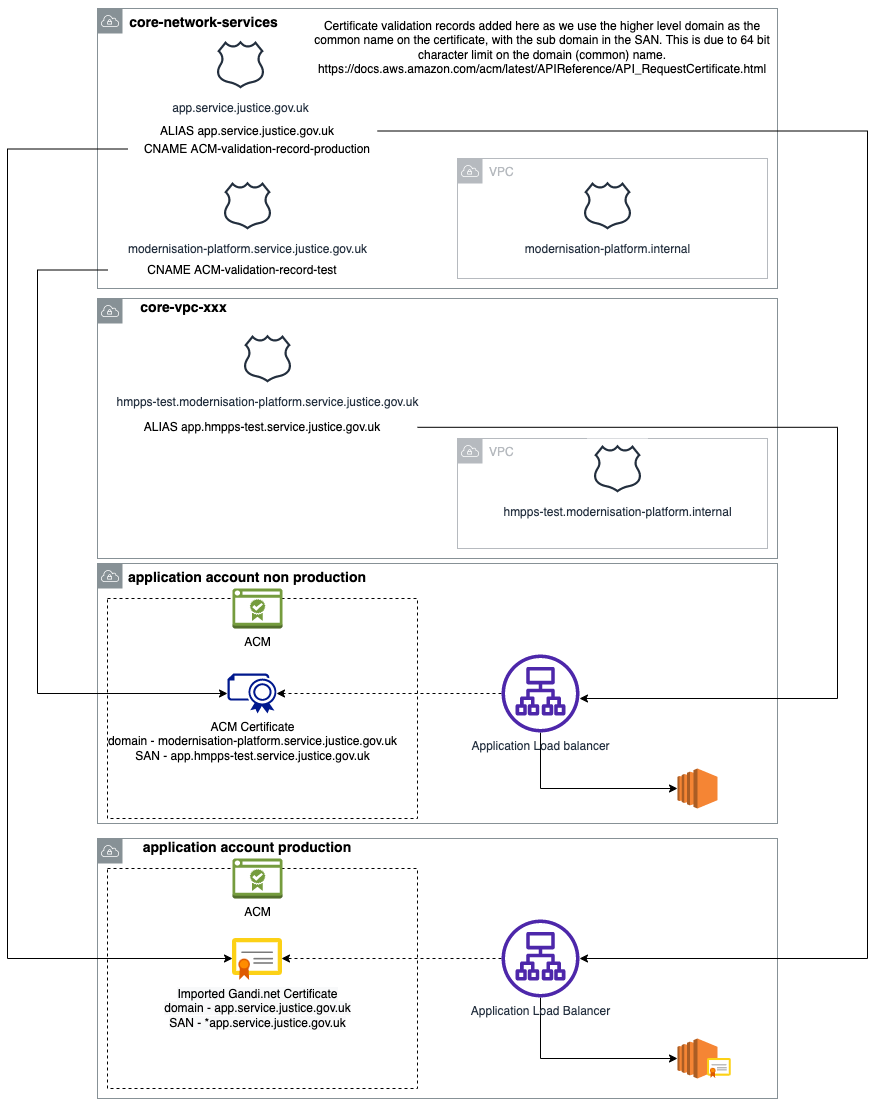 core-network-services
Certificate validation records added here as we use the higher level domain as the
common name on the certificate, with the sub domain in the SAN. This is due to 64 bit
character limit on the domain (common) name.
https://docs.aws.amazon.com/acm/latest/APIReference/API_RequestCertificate.html
app.service.justice.gov.uk
ALIAS app.service.justice.gov.uk
CNAME ACM-validation-record-production
VPC
modernisation-platform.service.justice.gov.uk
modernisation-platform.internal
CNAME ACM-validation-record-test
core-vpc-xxx
hmpps-test.modernisation-platform.service.justice.gov.uk
ALIAS app.hmpps-test.service.justice.gov.uk
VPC
hmpps-test.modernisation-platform.internal
application account non production
ACM
ACM Certificate
domain - modernisation-platform.service.justice.gov.uk
SAN - app.hmpps-test.service.justice.gov.uk
Application Load balancer
application account production
ACM
Imported Gandi.net Certificate
domain - app.service.justice.gov.uk
SAN - *app.service.justice.gov.uk
Application Load Balancer